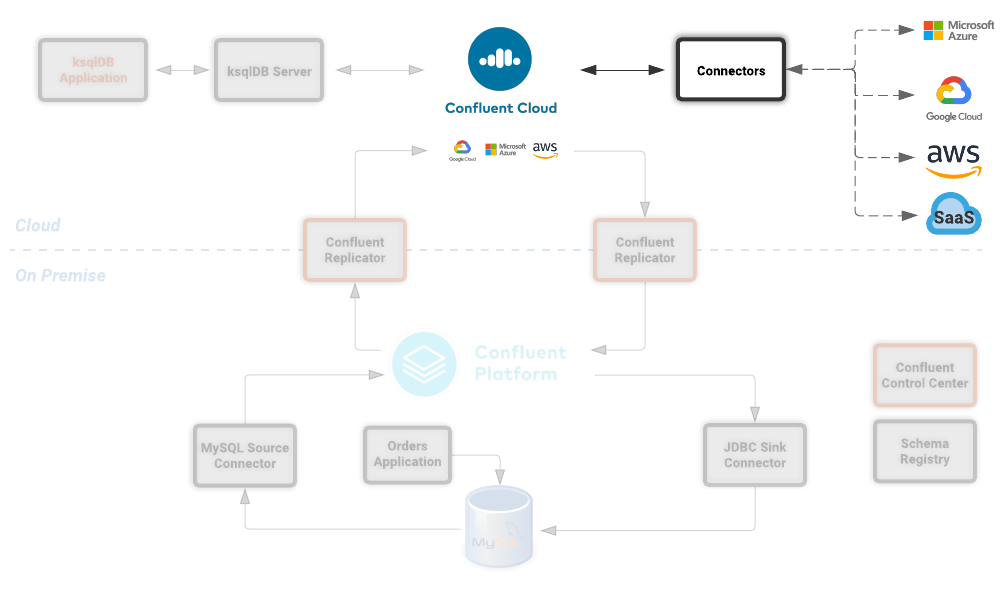 ksqlDB
Application
ksqlDB Server
Confluent Cloud
Connectors
Microsoft
Azure
Google Cloud
aws
SaaS
Google Cloud
Microsoft
Azure
aws
Cloud
Confluent
Replicator
Confluent
Replicator
On Premise
Confluent
Platform
Confluent
Control Center
MySQL Source
Connector
Orders
Application
JDBC Sink
Connector
Schema
Registry
MySQL